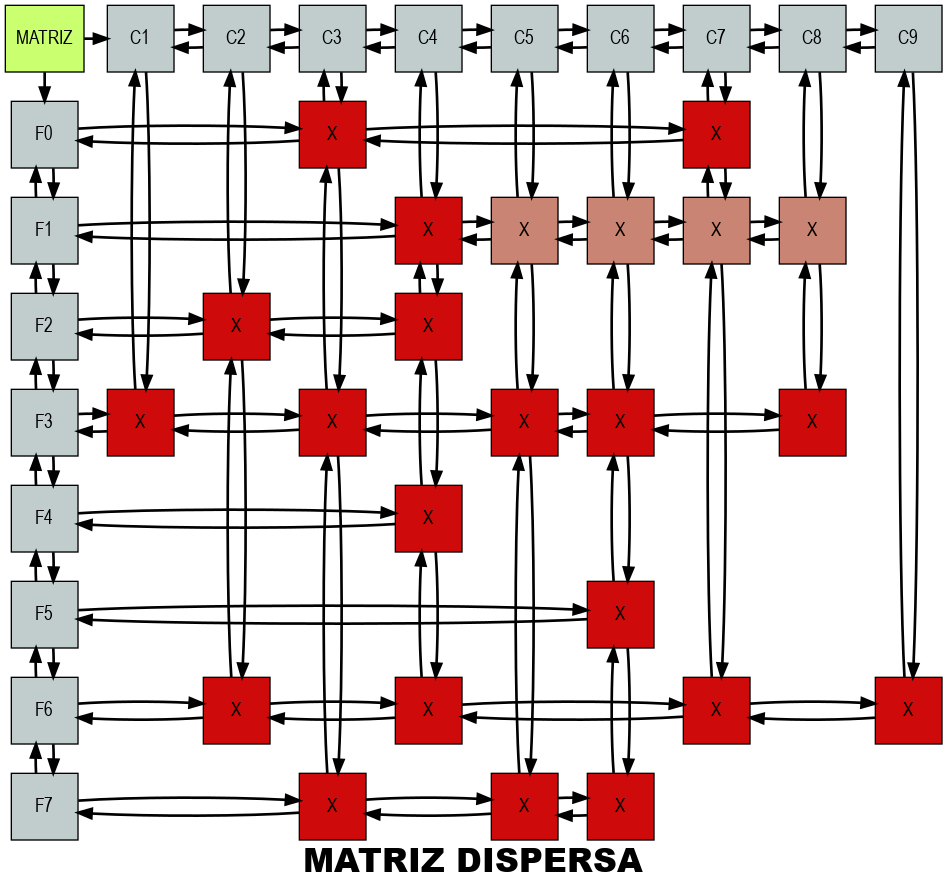 MATRIZ C1 C2 C3 C4 C5 C6 C7 C8 C9
F0 X X
F1 X X X X X
F2 X X
F3 X X X X X
F4 X
F5 X
F6 X X X X
F7 X X X
MATRIZ DISPERSA